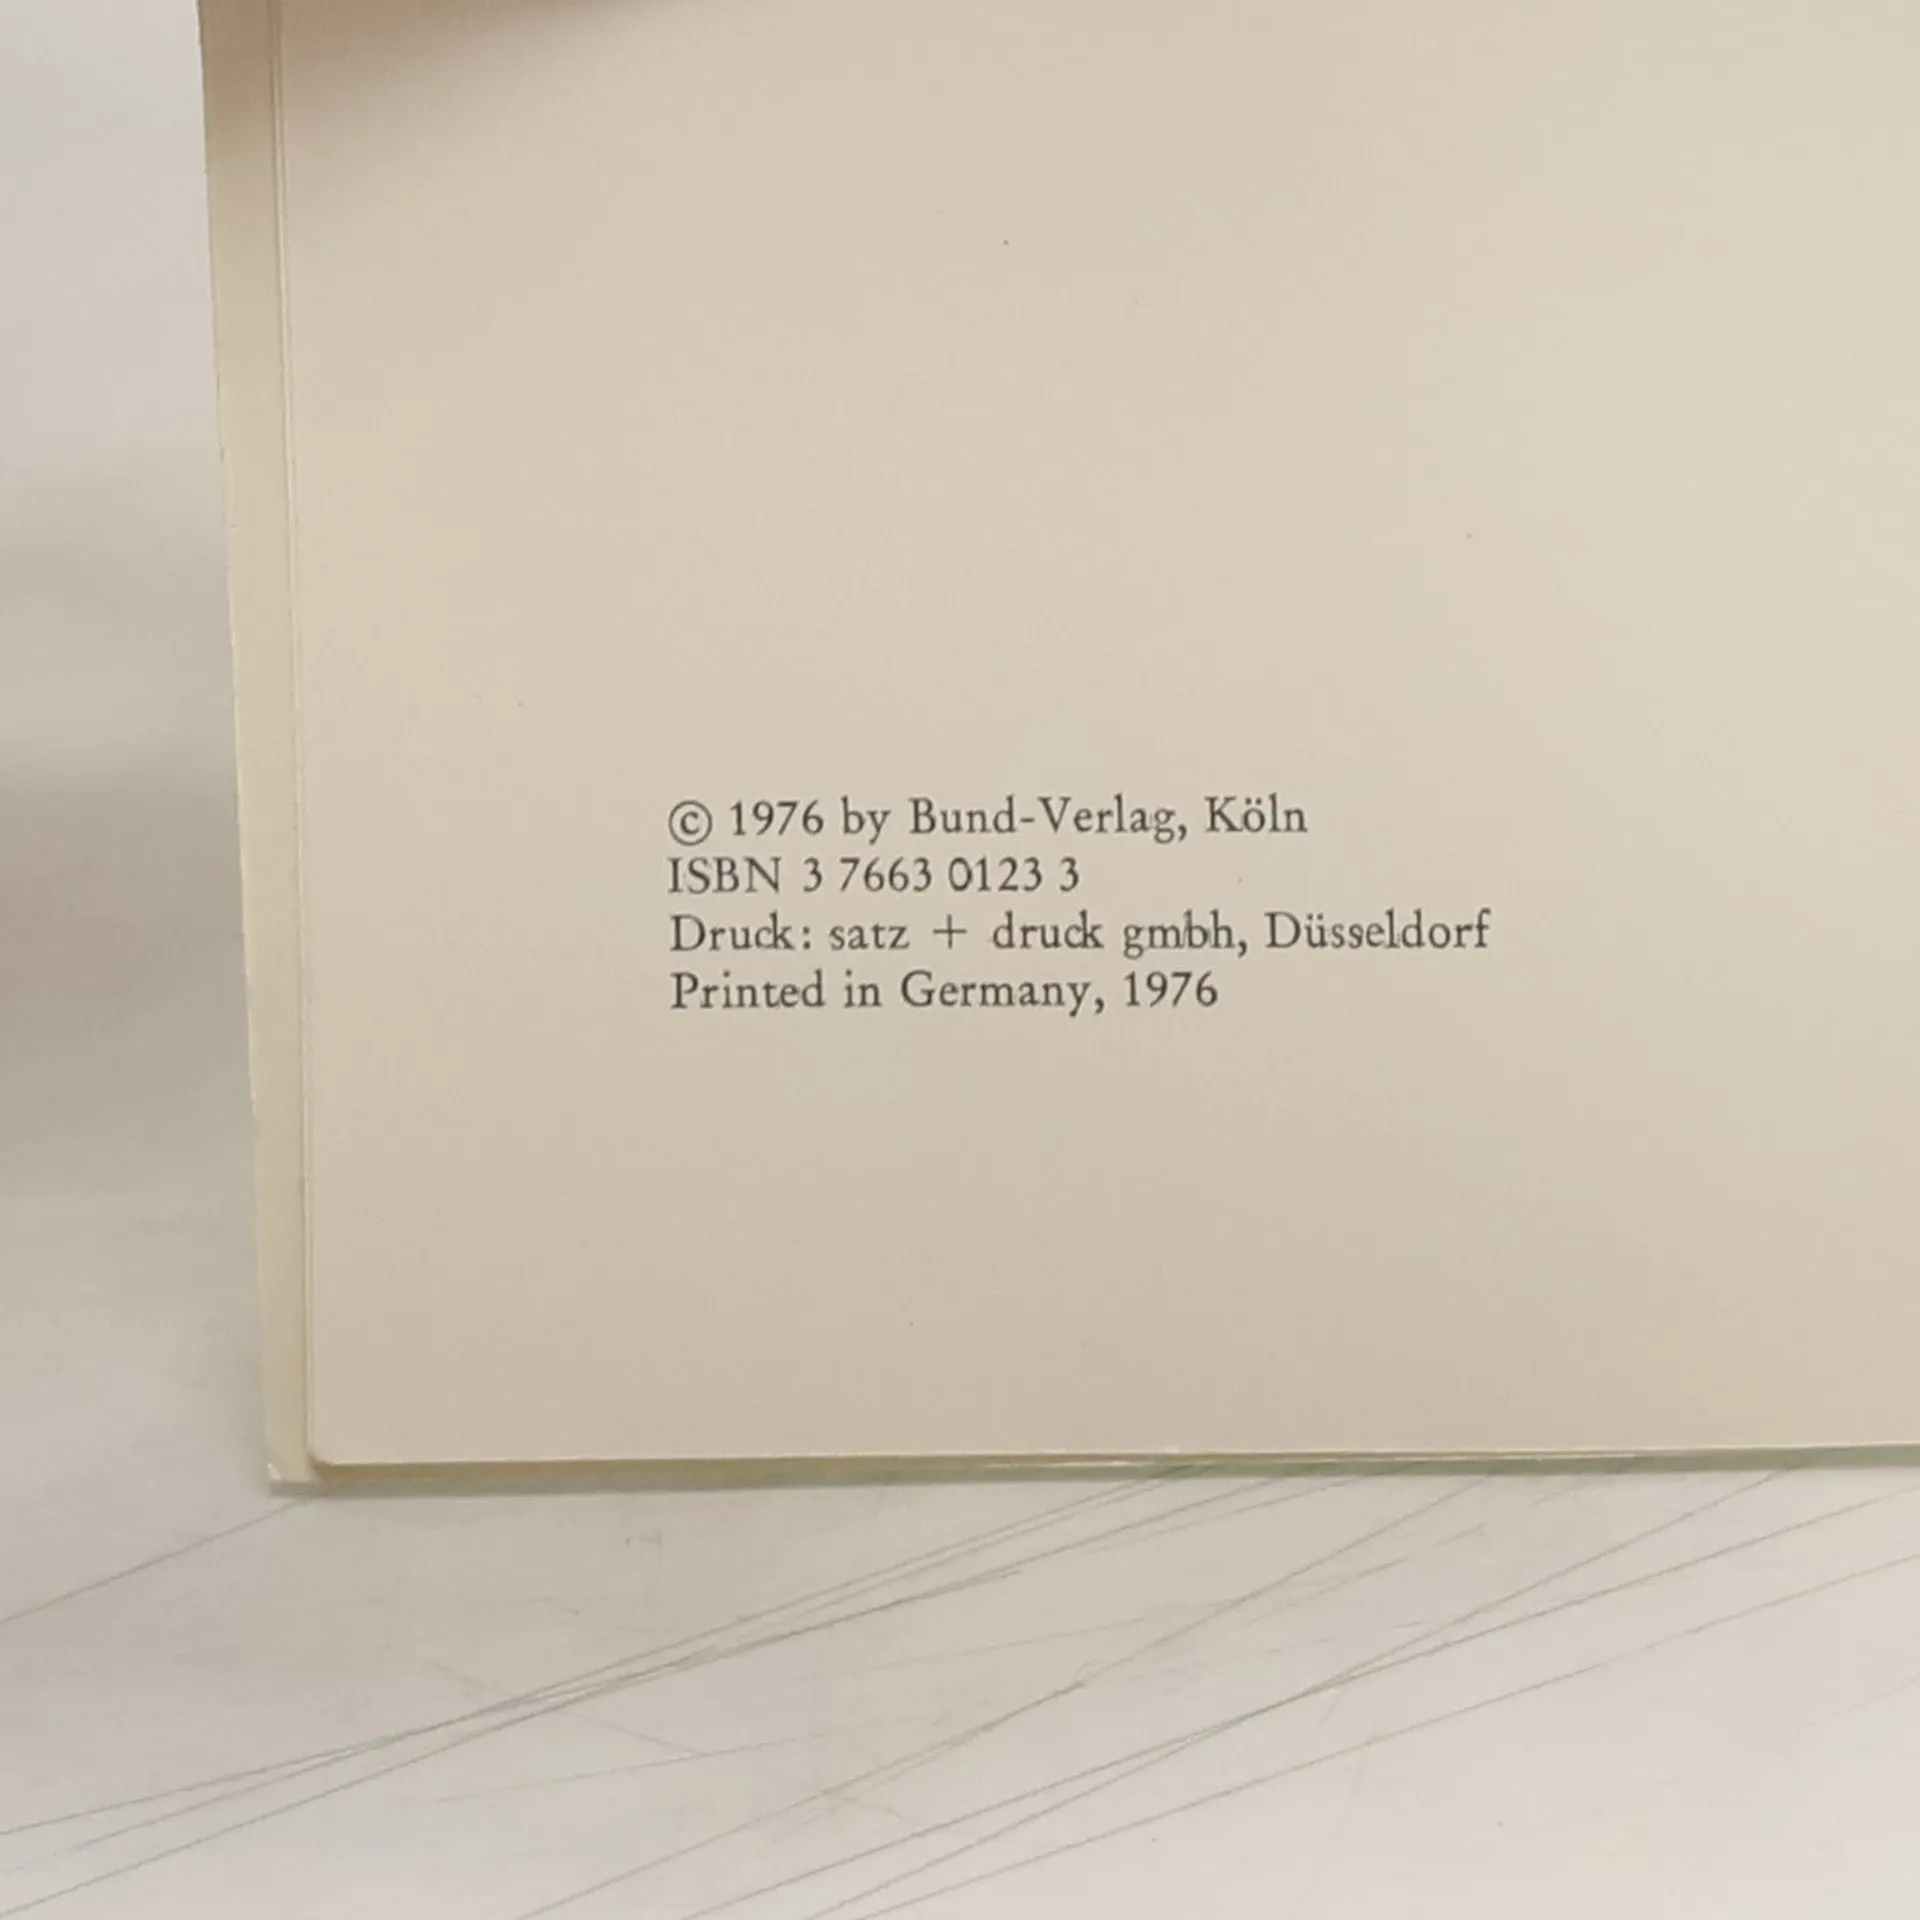 © 1976 by Bund-Verlag, Köln
ISBN 3 7663 0123 3
Druck: satz + druck gmbh, Düsseldorf
Printed in Germany, 1976